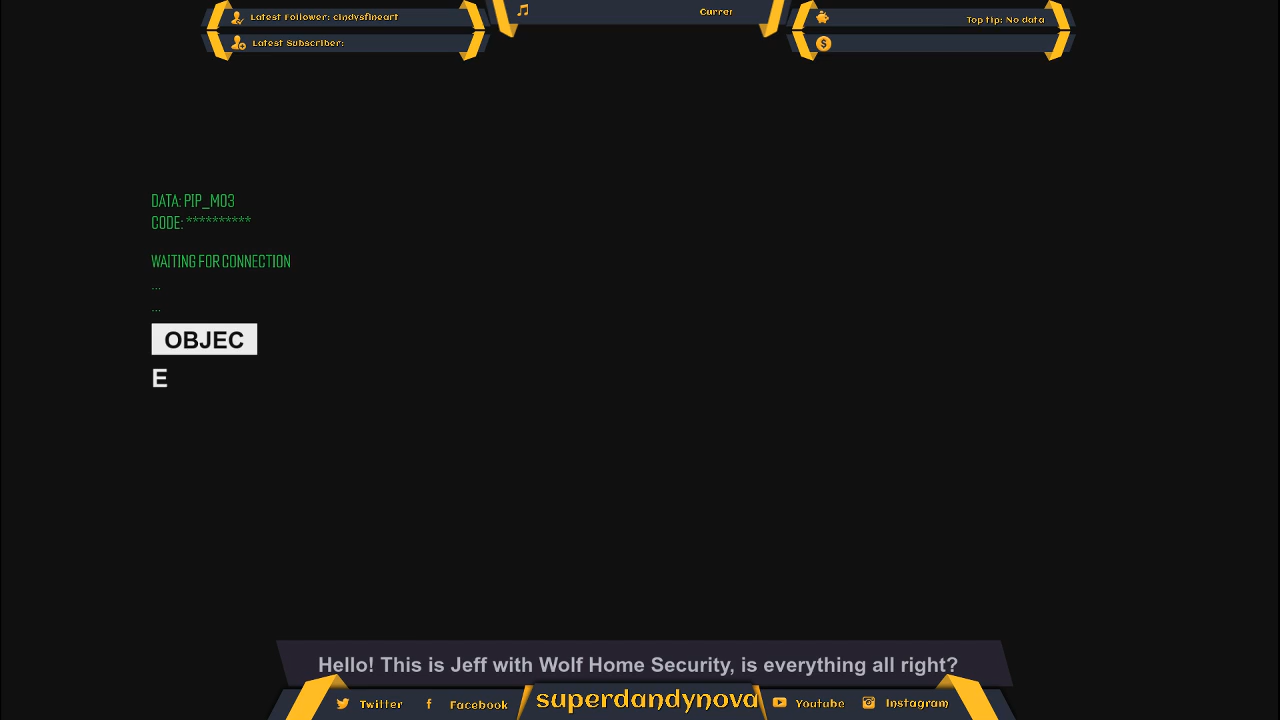 Latest Follower: cindysfineart
Latest Subscriber:
Curren
Top tip: No data
DATA: PIP_M03
CODE: **********
WAITING FOR CONNECTION
...
...
OBJEC
E
Hello! This is Jeff with Wolf Home Security, is everything all right?
Twitter
Facebook
superdandynova
Youtube
Instagram